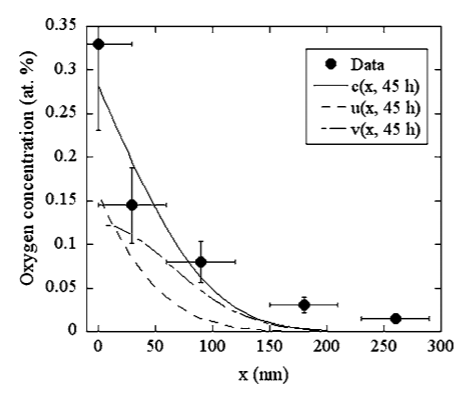 0.35
0.3
0.25
0.2
0.15
0.1
0.05
0
Oxygen concentration (at. %)
Data
c(x, 45 h)
u(x, 45 h)
v(x, 45 h)
0 50 100 150 200 250 300
x (nm)